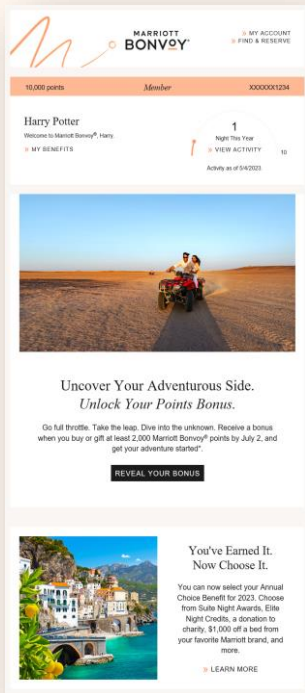 MARRIOTT
BONVOY
» MY ACCOUNT
» FIND & RESERVE
10,000 points
Member
XXXXXX1234
Harry Potter
Welcome to Marriott Bonvoy®, Harry.
» MY BENEFITS
1
Night This Year
» VIEW ACTIVITY
10
Activity as of 5/4/2023
Uncover Your Adventurous Side.
Unlock Your Points Bonus.
Go full throttle. Take the leap. Dive into the unknown. Receive a bonus
when you buy or gift at least 2,000 Marriott Bonvoy® points by July 2, and
get your adventure started*.
REVEAL YOUR BONUS
You've Earned It.
Now Choose It.
You can now select your Annual
Choice Benefit for 2023. Choose
from Suite Night Awards, Elite
Night Credits, a donation to
charity, $1,000 off a bed from
your favorite Marriott brand, and
more.
» LEARN MORE